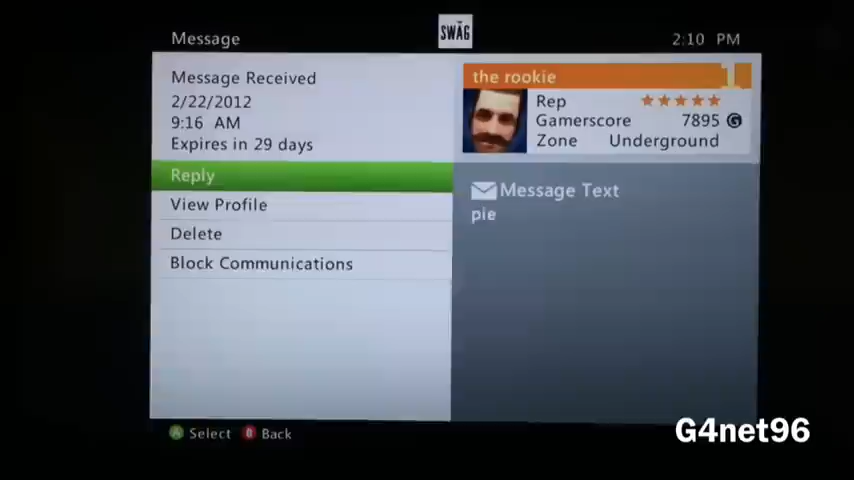 Message
SWAG
2:10 PM
Message Received
2/22/2012
9:16 AM
Expires in 29 days
Reply
View Profile
Delete
Block Communications
the rookie
Rep
Gamerscore 7895 G
Zone Underground
Message Text
pie
A Select B Back
G4net96